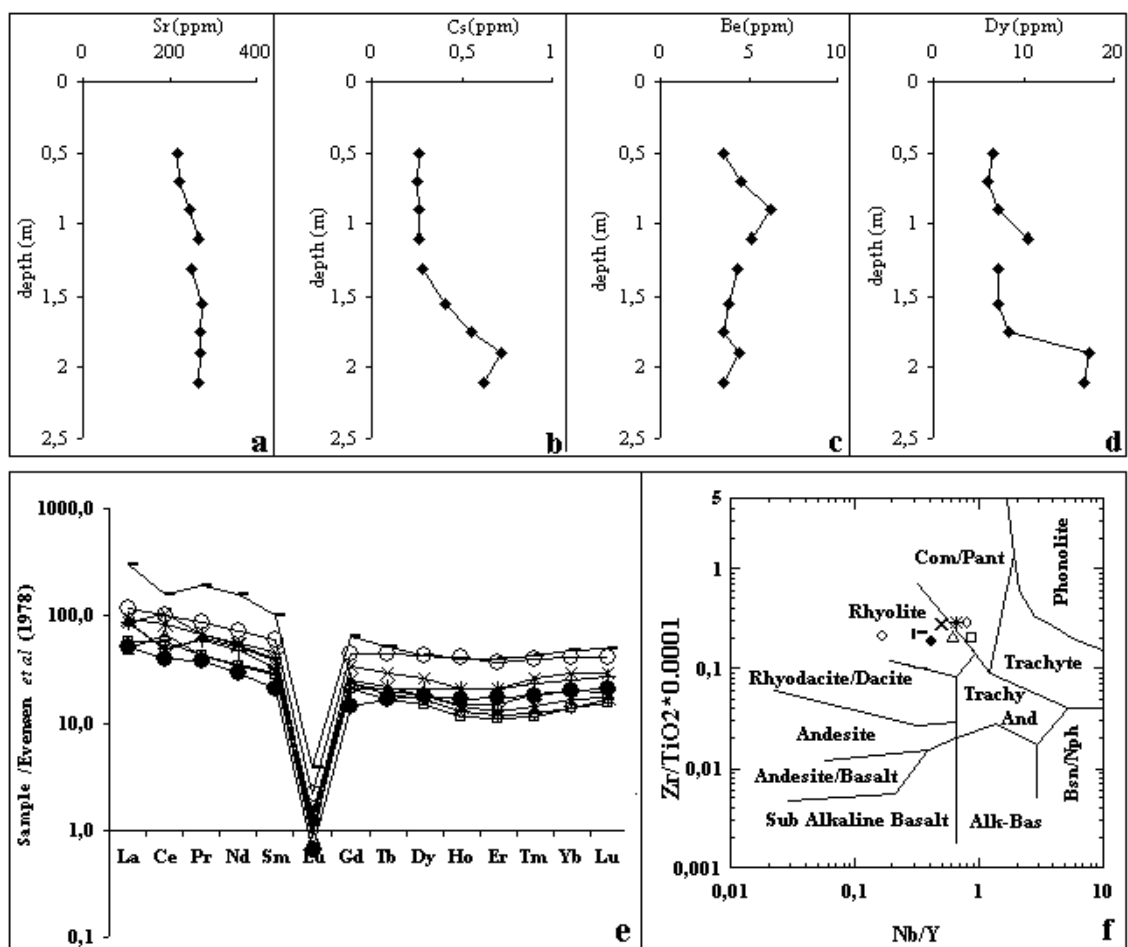 Sr (ppm)
0 200 400
0
0,5
1
1,5
2
2,5
depth (m)
a
Cs (ppm)
0 0,5 1
0
0,5
1
1,5
2
2,5
depth (m)
b
Be (ppm)
0 5 10
0
0,5
1
1,5
2
2,5
depth (m)
c
Dy (ppm)
0 10 20
0
0,5
1
1,5
2
2,5
depth (m)
d
Sample /Evensen et al (1978)
1000,0
100,0
10,0
1,0
0,1
La Ce Pr Nd Sm Eu Gd Tb Dy Ho Er Tm Yb Lu
e
Zr/TiO2*0.0001
5
1
0,1
0,01
0,001
Com/Pant
Phonolite
Rhyolite
Trachyte
Rhyodacite/Dacite
Trachy
And
Andesite
Andesite/Basalt
Bsn/Nph
Sub Alkaline Basalt
Alk-Bas
0,01 0,1 1 10
Nb/Y
f